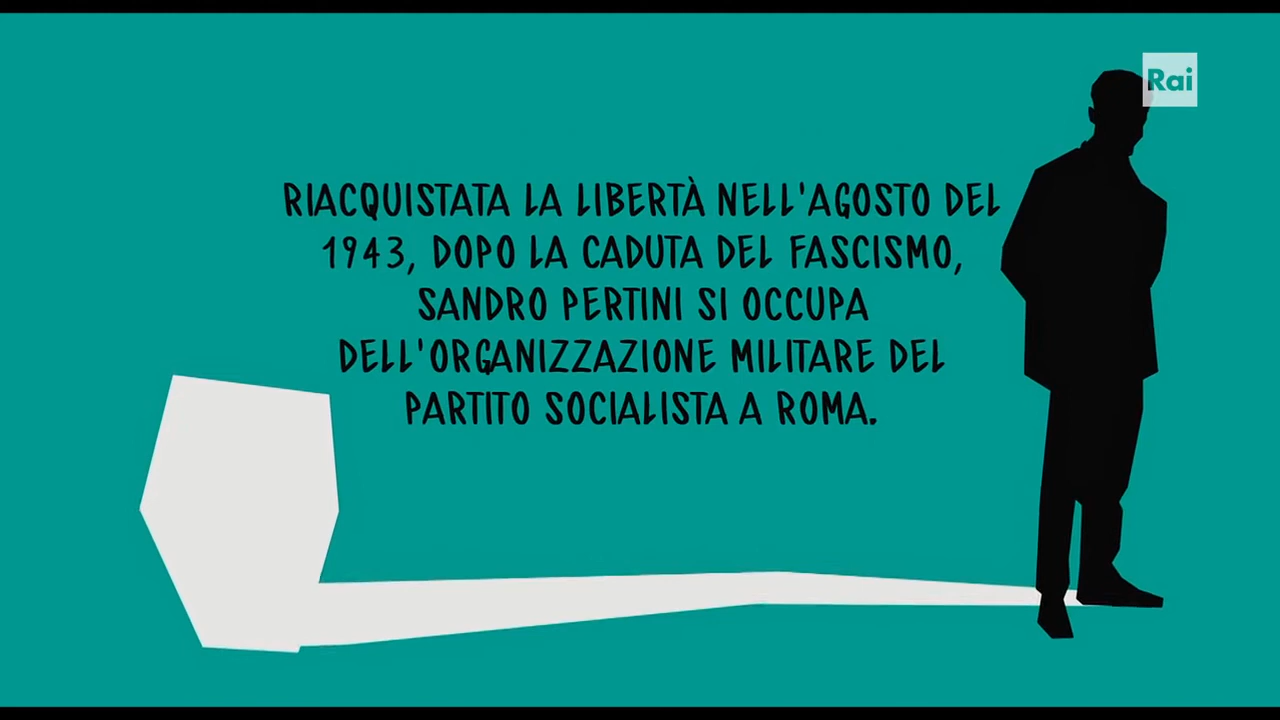 Rai
RIACQUISTATA LA LIBERTÀ NELL'AGOSTO DEL
1943, DOPO LA CADUTA DEL FASCISMO,
SANDRO PERTINI SI OCCUPA
DELL'ORGANIZZAZIONE MILITARE DEL
PARTITO SOCIALISTA A ROMA.